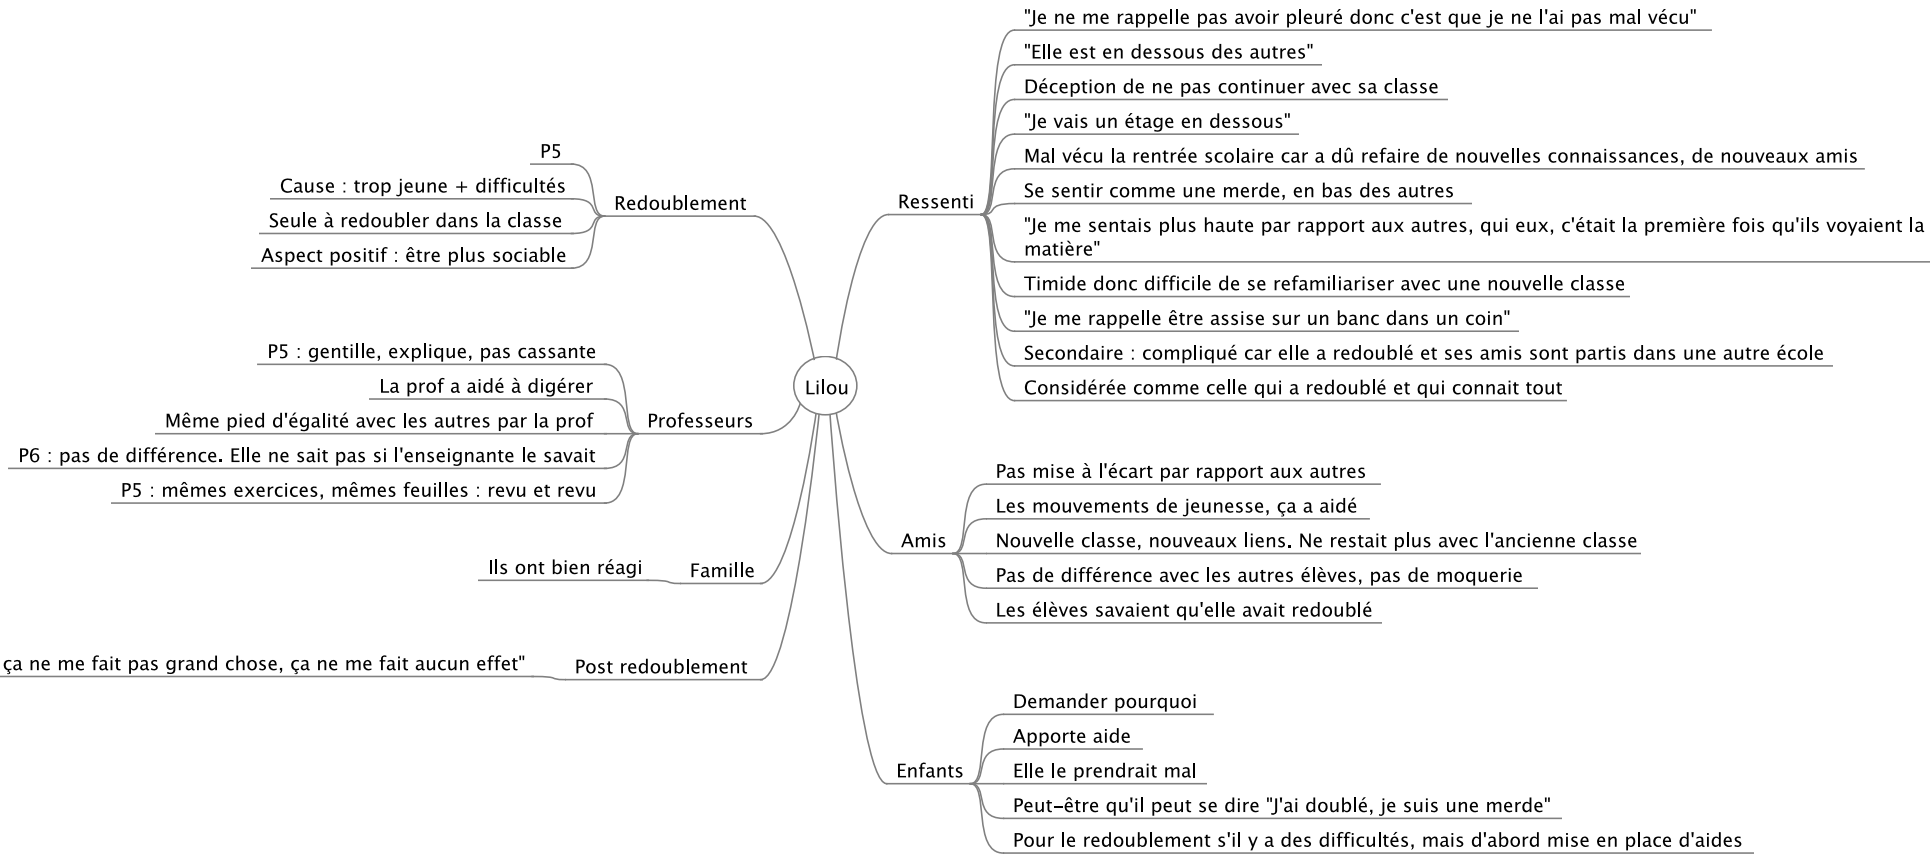 Lilou
Redoublement
P5
Cause : trop jeune + difficultés
Seule à redoubler dans la classe
Aspect positif : être plus sociable
Professeurs
P5 : gentille, explique, pas cassante
La prof a aidé à digérer
Même pied d'égalité avec les autres par la prof
P6 : pas de différence. Elle ne sait pas si l'enseignante le savait
P5 : mêmes exercices, mêmes feuilles : revu et revu
Famille
Ils ont bien réagi
Post redoublement
ça ne me fait pas grand chose, ça ne me fait aucun effet"
Ressenti
"Je ne me rappelle pas avoir pleuré donc c'est que je ne l'ai pas mal vécu"
"Elle est en dessous des autres"
Déception de ne pas continuer avec sa classe
"Je vais un étage en dessous"
Mal vécu la rentrée scolaire car a dû refaire de nouvelles connaissances, de nouveaux amis
Se sentir comme une merde, en bas des autres
"Je me sentais plus haute par rapport aux autres, qui eux, c'était la première fois qu'ils voyaient la
matière"
Timide donc difficile de se refamiliariser avec une nouvelle classe
"Je me rappelle être assise sur un banc dans un coin"
Secondaire : compliqué car elle a redoublé et ses amis sont partis dans une autre école
Considérée comme celle qui a redoublé et qui connait tout
Amis
Pas mise à l'écart par rapport aux autres
Les mouvements de jeunesse, ça a aidé
Nouvelle classe, nouveaux liens. Ne restait plus avec l'ancienne classe
Pas de différence avec les autres élèves, pas de moquerie
Les élèves savaient qu'elle avait redoublé
Enfants
Demander pourquoi
Apporte aide
Elle le prendrait mal
Peut-être qu'il peut se dire "J'ai doublé, je suis une merde"
Pour le redoublement s'il y a des difficultés, mais d'abord mise en place d'aides